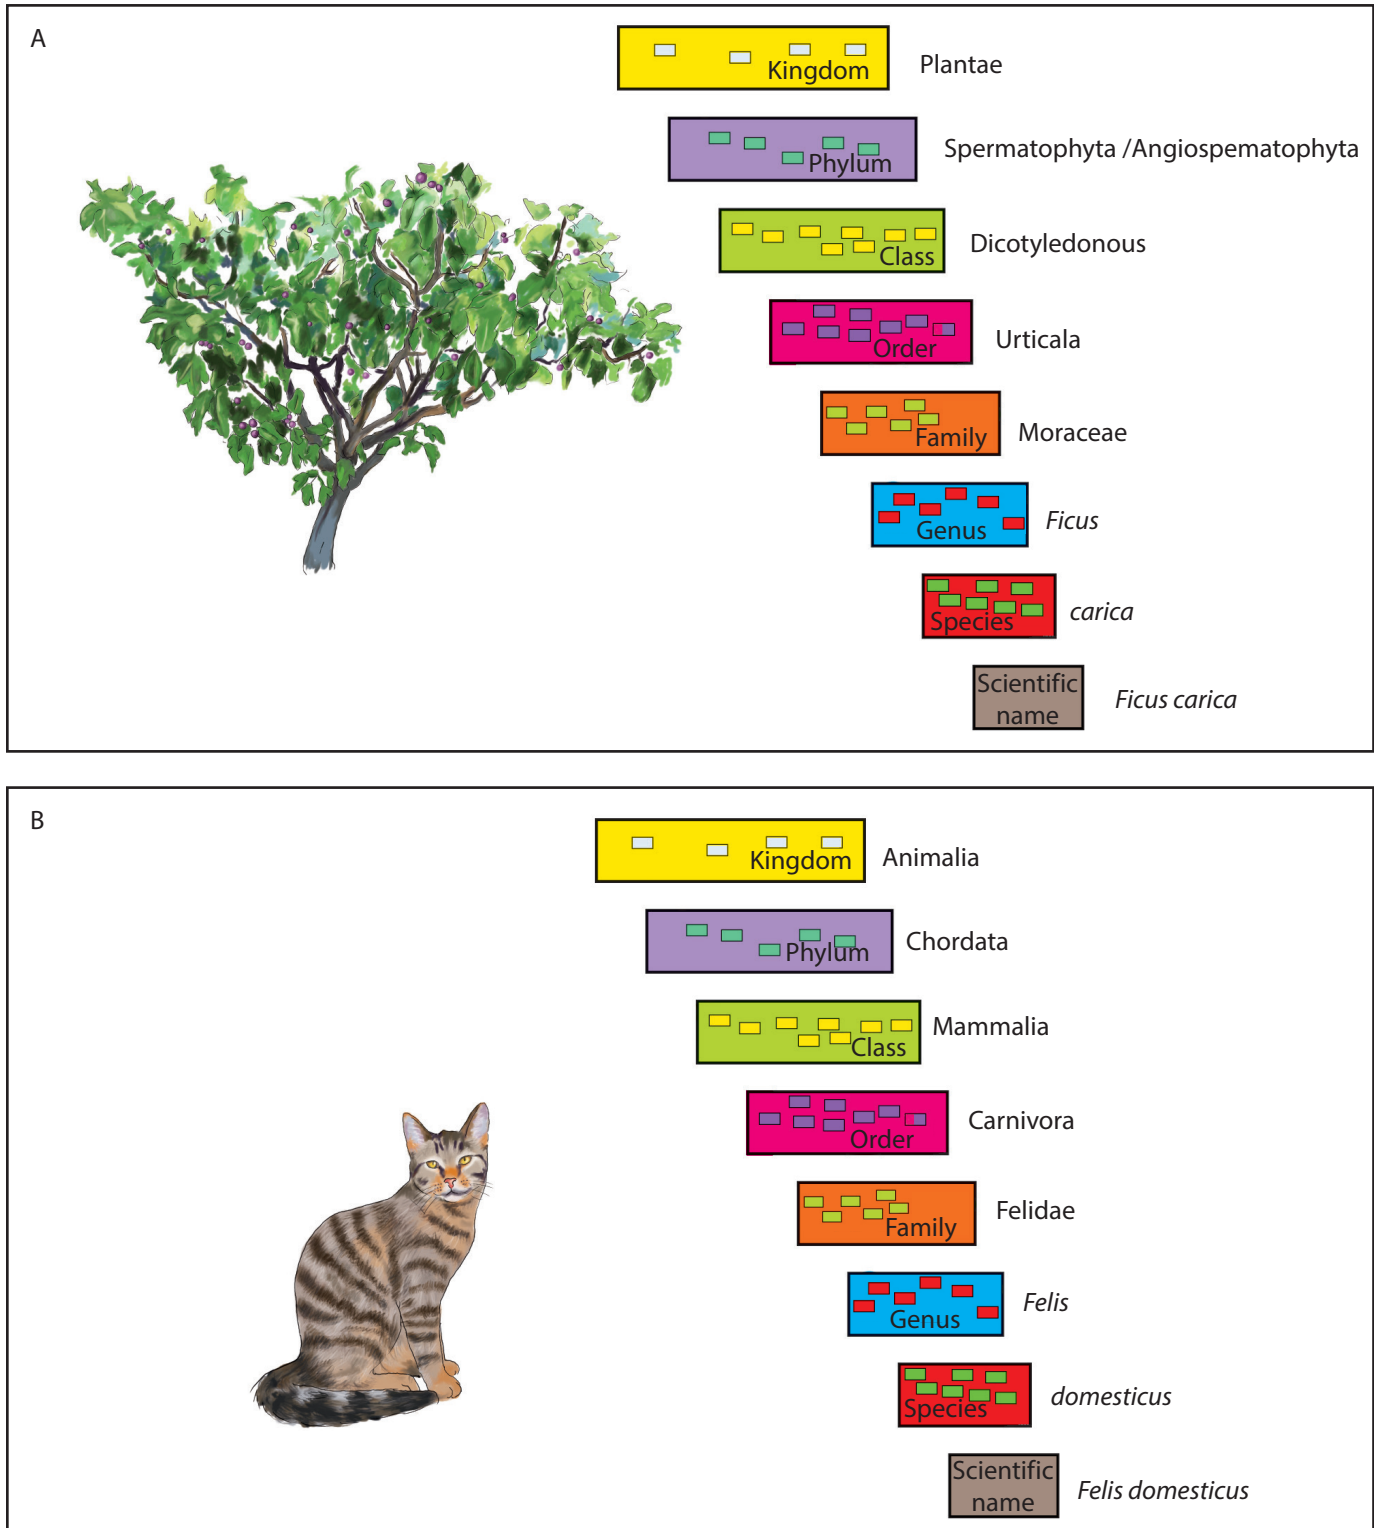 A
Kingdom Plantae
Phylum Spermatophyta /Angiospematophyta
Class Dicotyledonous
Order Urticala
Family Moraceae
Genus Ficus
Species carica
Scientific
name Ficus carica
B
Kingdom Animalia
Phylum Chordata
Class Mammalia
Order Carnivora
Family Felidae
Genus Felis
Species domesticus
Scientific
name Felis domesticus